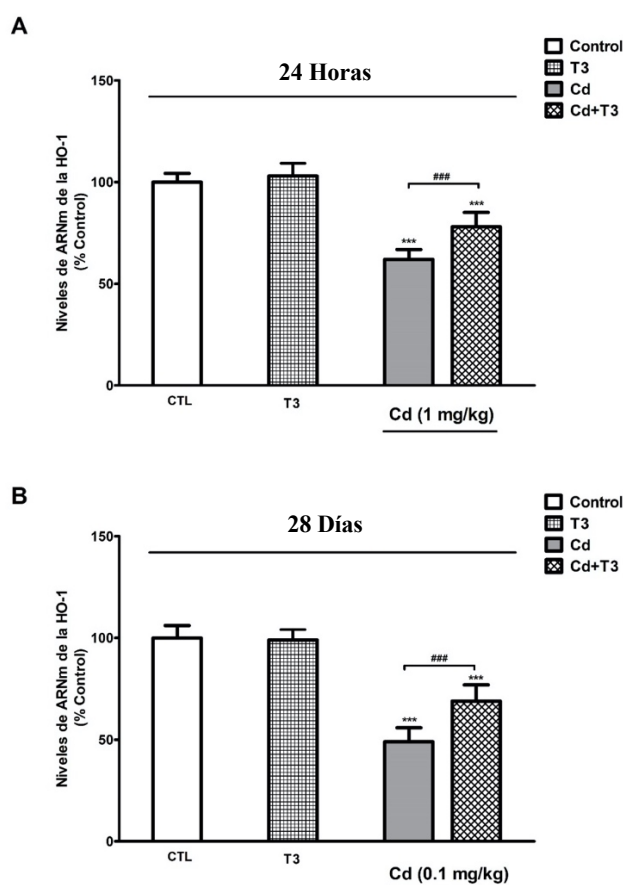 A
24 Horas
Control
T3
Cd
Cd+T3
Niveles de ARNm de la HO-1
(% Control)
150
100
50
0
###
***
***
CTL
T3
Cd (1 mg/kg)
B
28 Días
Control
T3
Cd
Cd+T3
Niveles de ARNm de la HO-1
(% Control)
150
100
50
0
###
***
***
CTL
T3
Cd (0.1 mg/kg)